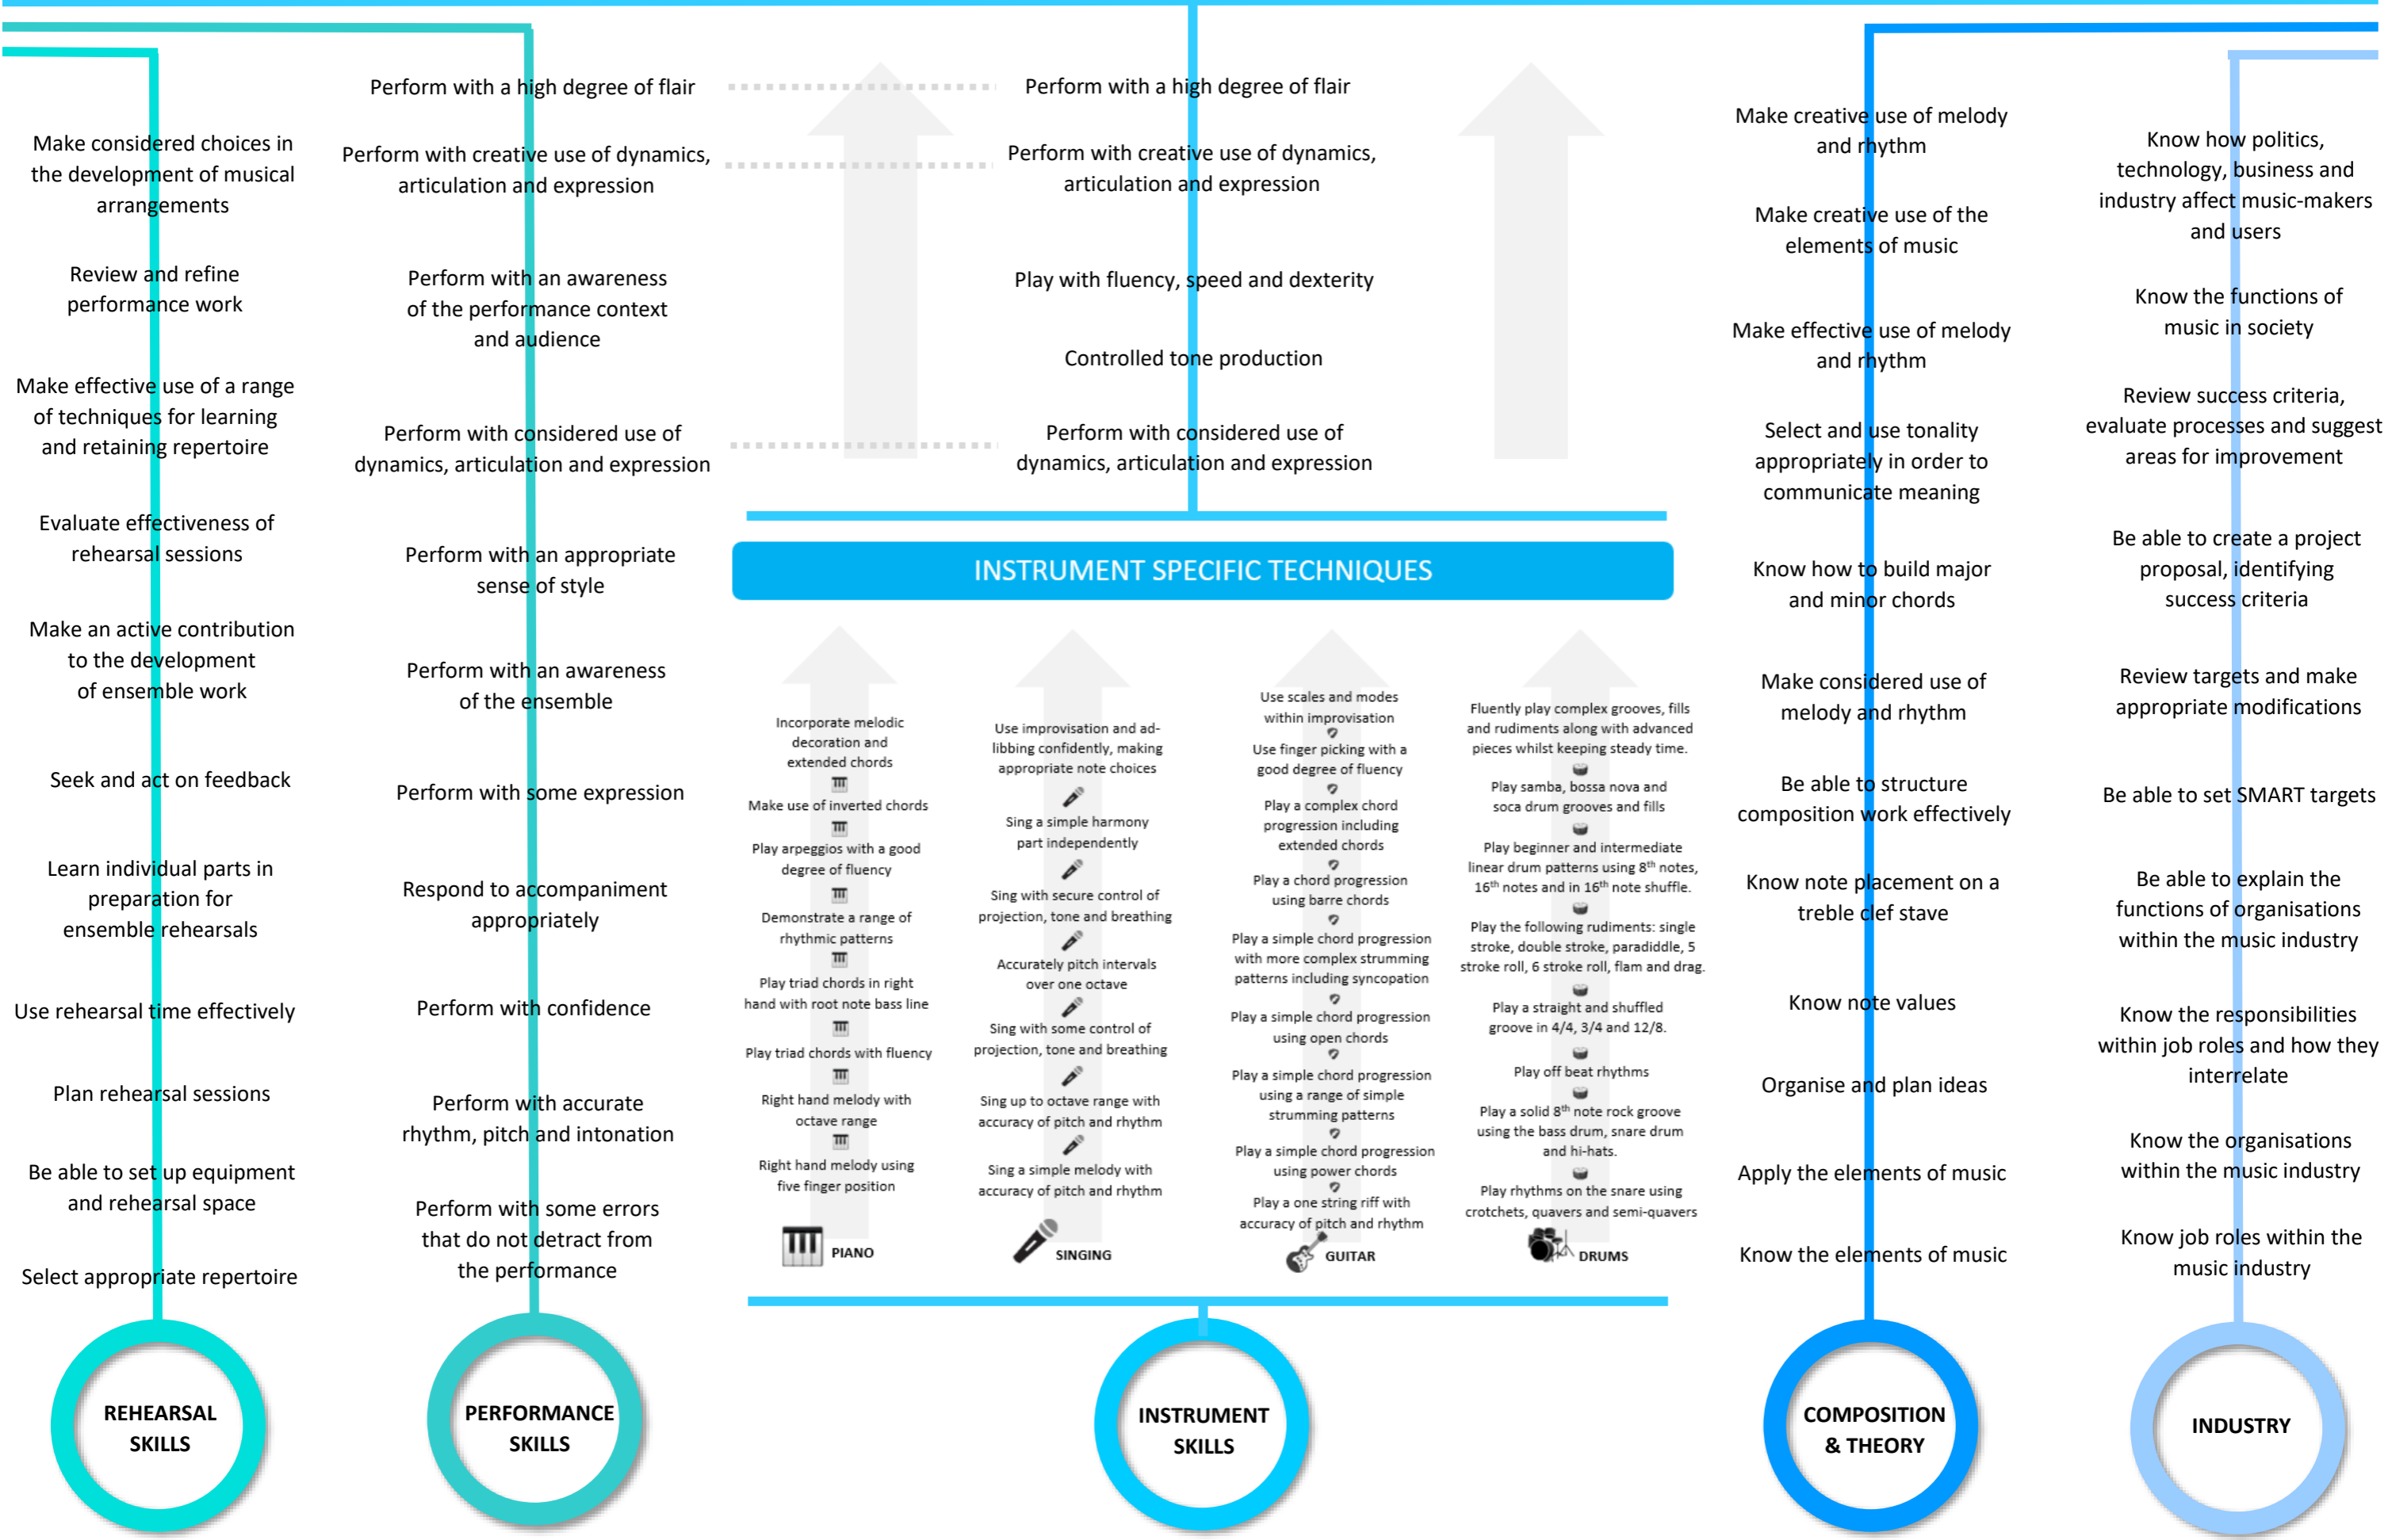 Make considered choices in
the development of musical
arrangements
Review and refine
performance work
Make effective use of a range
of techniques for learning
and retaining repertoire
Evaluate effectiveness of
rehearsal sessions
Make an active contribution
to the development
of ensemble work
Seek and act on feedback
Learn individual parts in
preparation for
ensemble rehearsals
Use rehearsal time effectively
Plan rehearsal sessions
Be able to set up equipment
and rehearsal space
Select appropriate repertoire
REHEARSAL
SKILLS
Perform with a high degree of flair
Perform with creative use of dynamics,
articulation and expression
Perform with an awareness
of the performance context
and audience
Perform with considered use of
dynamics, articulation and expression
Perform with an appropriate
sense of style
Perform with an awareness
of the ensemble
Perform with some expression
Respond to accompaniment
appropriately
Perform with confidence
Perform with accurate
rhythm, pitch and intonation
Perform with some errors
that do not detract from
the performance
PERFORMANCE
SKILLS
Perform with a high degree of flair
Perform with creative use of dynamics,
articulation and expression
Play with fluency, speed and dexterity
Controlled tone production
Perform with considered use of
dynamics, articulation and expression
INSTRUMENT SPECIFIC TECHNIQUES
Incorporate melodic
decoration and
extended chords
Make use of inverted chords
Play arpeggios with a good
degree of fluency
Demonstrate a range of
rhythmic patterns
Play triad chords in right
hand with root note bass line
Play triad chords with fluency
Right hand melody with
octave range
Right hand melody using
five finger position
PIANO
Use improvisation and ad-
libbing confidently, making
appropriate note choices
Sing a simple harmony
part independently
Sing with secure control of
projection, tone and breathing
Accurately pitch intervals
over one octave
Sing with some control of
projection, tone and breathing
Sing up to octave range with
accuracy of pitch and rhythm
Sing a simple melody with
accuracy of pitch and rhythm
SINGING
Use scales and modes
within improvisation
Use finger picking with a
good degree of fluency
Play a complex chord
progression including
extended chords
Play a chord progression
using barre chords
Play a simple chord progression
with more complex strumming
patterns including syncopation
Play a simple chord progression
using open chords
Play a simple chord progression
using a range of simple
strumming patterns
Play a simple chord progression
using power chords
Play a one string riff with
accuracy of pitch and rhythm
GUITAR
Fluently play complex grooves, fills
and rudiments along with advanced
pieces whilst keeping steady time.
Play samba, bossa nova and
soca drum grooves and fills
Play beginner and intermediate
linear drum patterns using 8th notes,
16th notes and in 16th note shuffle.
Play the following rudiments: single
stroke, double stroke, paradiddle, 5
stroke roll, 6 stroke roll, flam and drag.
Play a straight and shuffled
groove in 4/4, 3/4 and 12/8.
Play off beat rhythms
Play a solid 8th note rock groove
using the bass drum, snare drum
and hi-hats.
Play rhythms on the snare using
crotchets, quavers and semi-quavers
DRUMS
INSTRUMENT
SKILLS
Make creative use of melody
and rhythm
Make creative use of the
elements of music
Make effective use of melody
and rhythm
Select and use tonality
appropriately in order to
communicate meaning
Know how to build major
and minor chords
Make considered use of
melody and rhythm
Be able to structure
composition work effectively
Know note placement on a
treble clef stave
Know note values
Organise and plan ideas
Apply the elements of music
Know the elements of music
COMPOSITION
& THEORY
Know how politics,
technology, business and
industry affect music-makers
and users
Know the functions of
music in society
Review success criteria,
evaluate processes and suggest
areas for improvement
Be able to create a project
proposal, identifying
success criteria
Review targets and make
appropriate modifications
Be able to set SMART targets
Be able to explain the
functions of organisations
within the music industry
Know the responsibilities
within job roles and how they
interrelate
Know the organisations
within the music industry
Know job roles within the
music industry
INDUSTRY